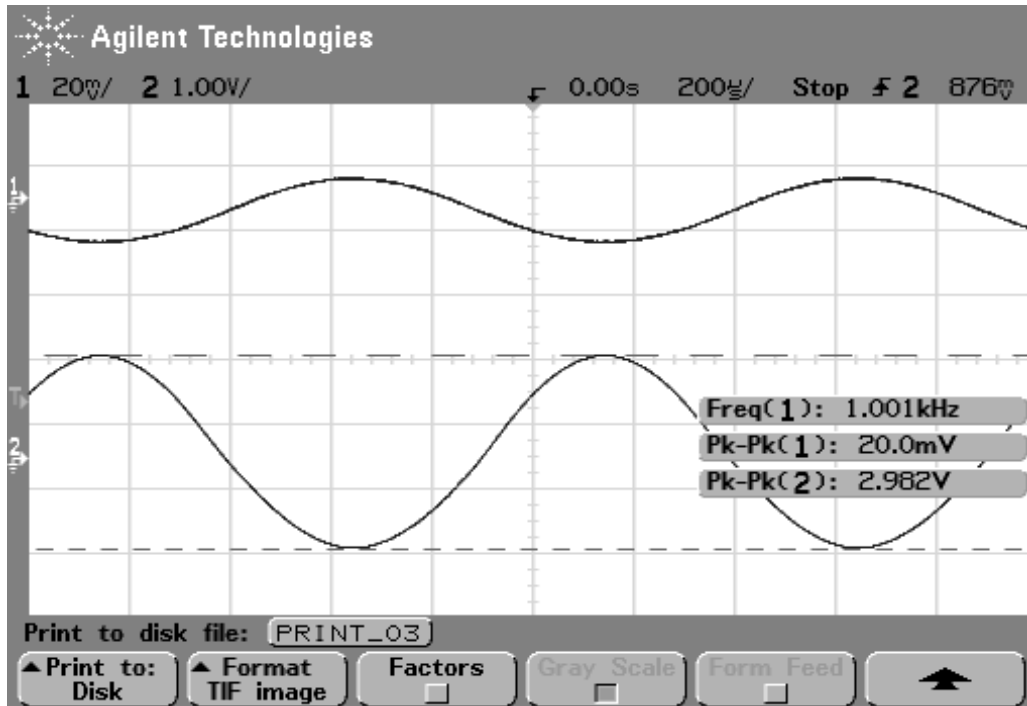 Agilent Technologies
1 20mV/ 2 1.00V/ 0.00s 200µs/ Stop 2 876mV
1
T
2
Freq(1): 1.001kHz
Pk-Pk(1): 20.0mV
Pk-Pk(2): 2.982V
Print to disk file: PRINT_03
Print to: Disk
Format TIF image
Factors
Gray Scale
Form Feed